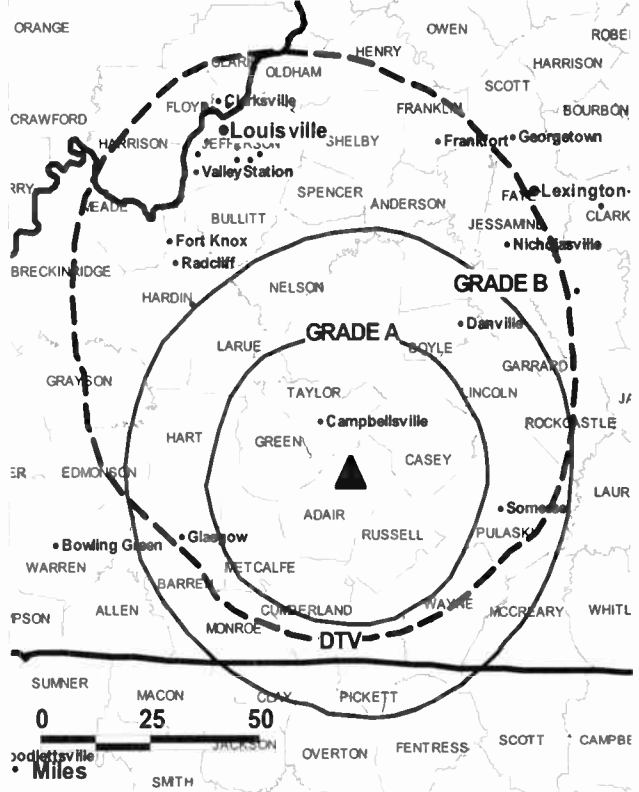 ORANGE
OWEN
HENRY
CLARK
OLDHAM
HARRISON
SCOTT
FLOYD
Clarksville
FRANKLIN
BOURBON
CRAWFORD
Louisville
HARRISON
JEFFERSON
SHELBY
Frankfort
Georgetown
Valley Station
SPENCER
ANDERSON
Lexington
MEADE
BULLITT
JESSAMINE
CLARK
Fort Knox
Nicholasville
Radcliff
BRECKINRIDGE
HARDIN
NELSON
GRADE B
GRADE A
Danville
LARUE
BOYLE
GARRARD
GRAYSON
TAYLOR
LINCOLN
Campbellsville
ROCKCASTLE
HART
GREEN
CASEY
EDMONSON
LAUR
Somerset
ADAIR
RUSSELL
PULASKI
Glasgow
Bowling Green
WARREN
METCALFE
BARREN
ALLEN
CUMBERLAND
WAYNE
MCCREARY
WHITL
MONROE
DTV
SUMNER
MACON
CLAY
PICKETT
0 25 50
JACKSON
OVERTON
FENTRESS
SCOTT
CAMPBE
Miles
SMITH